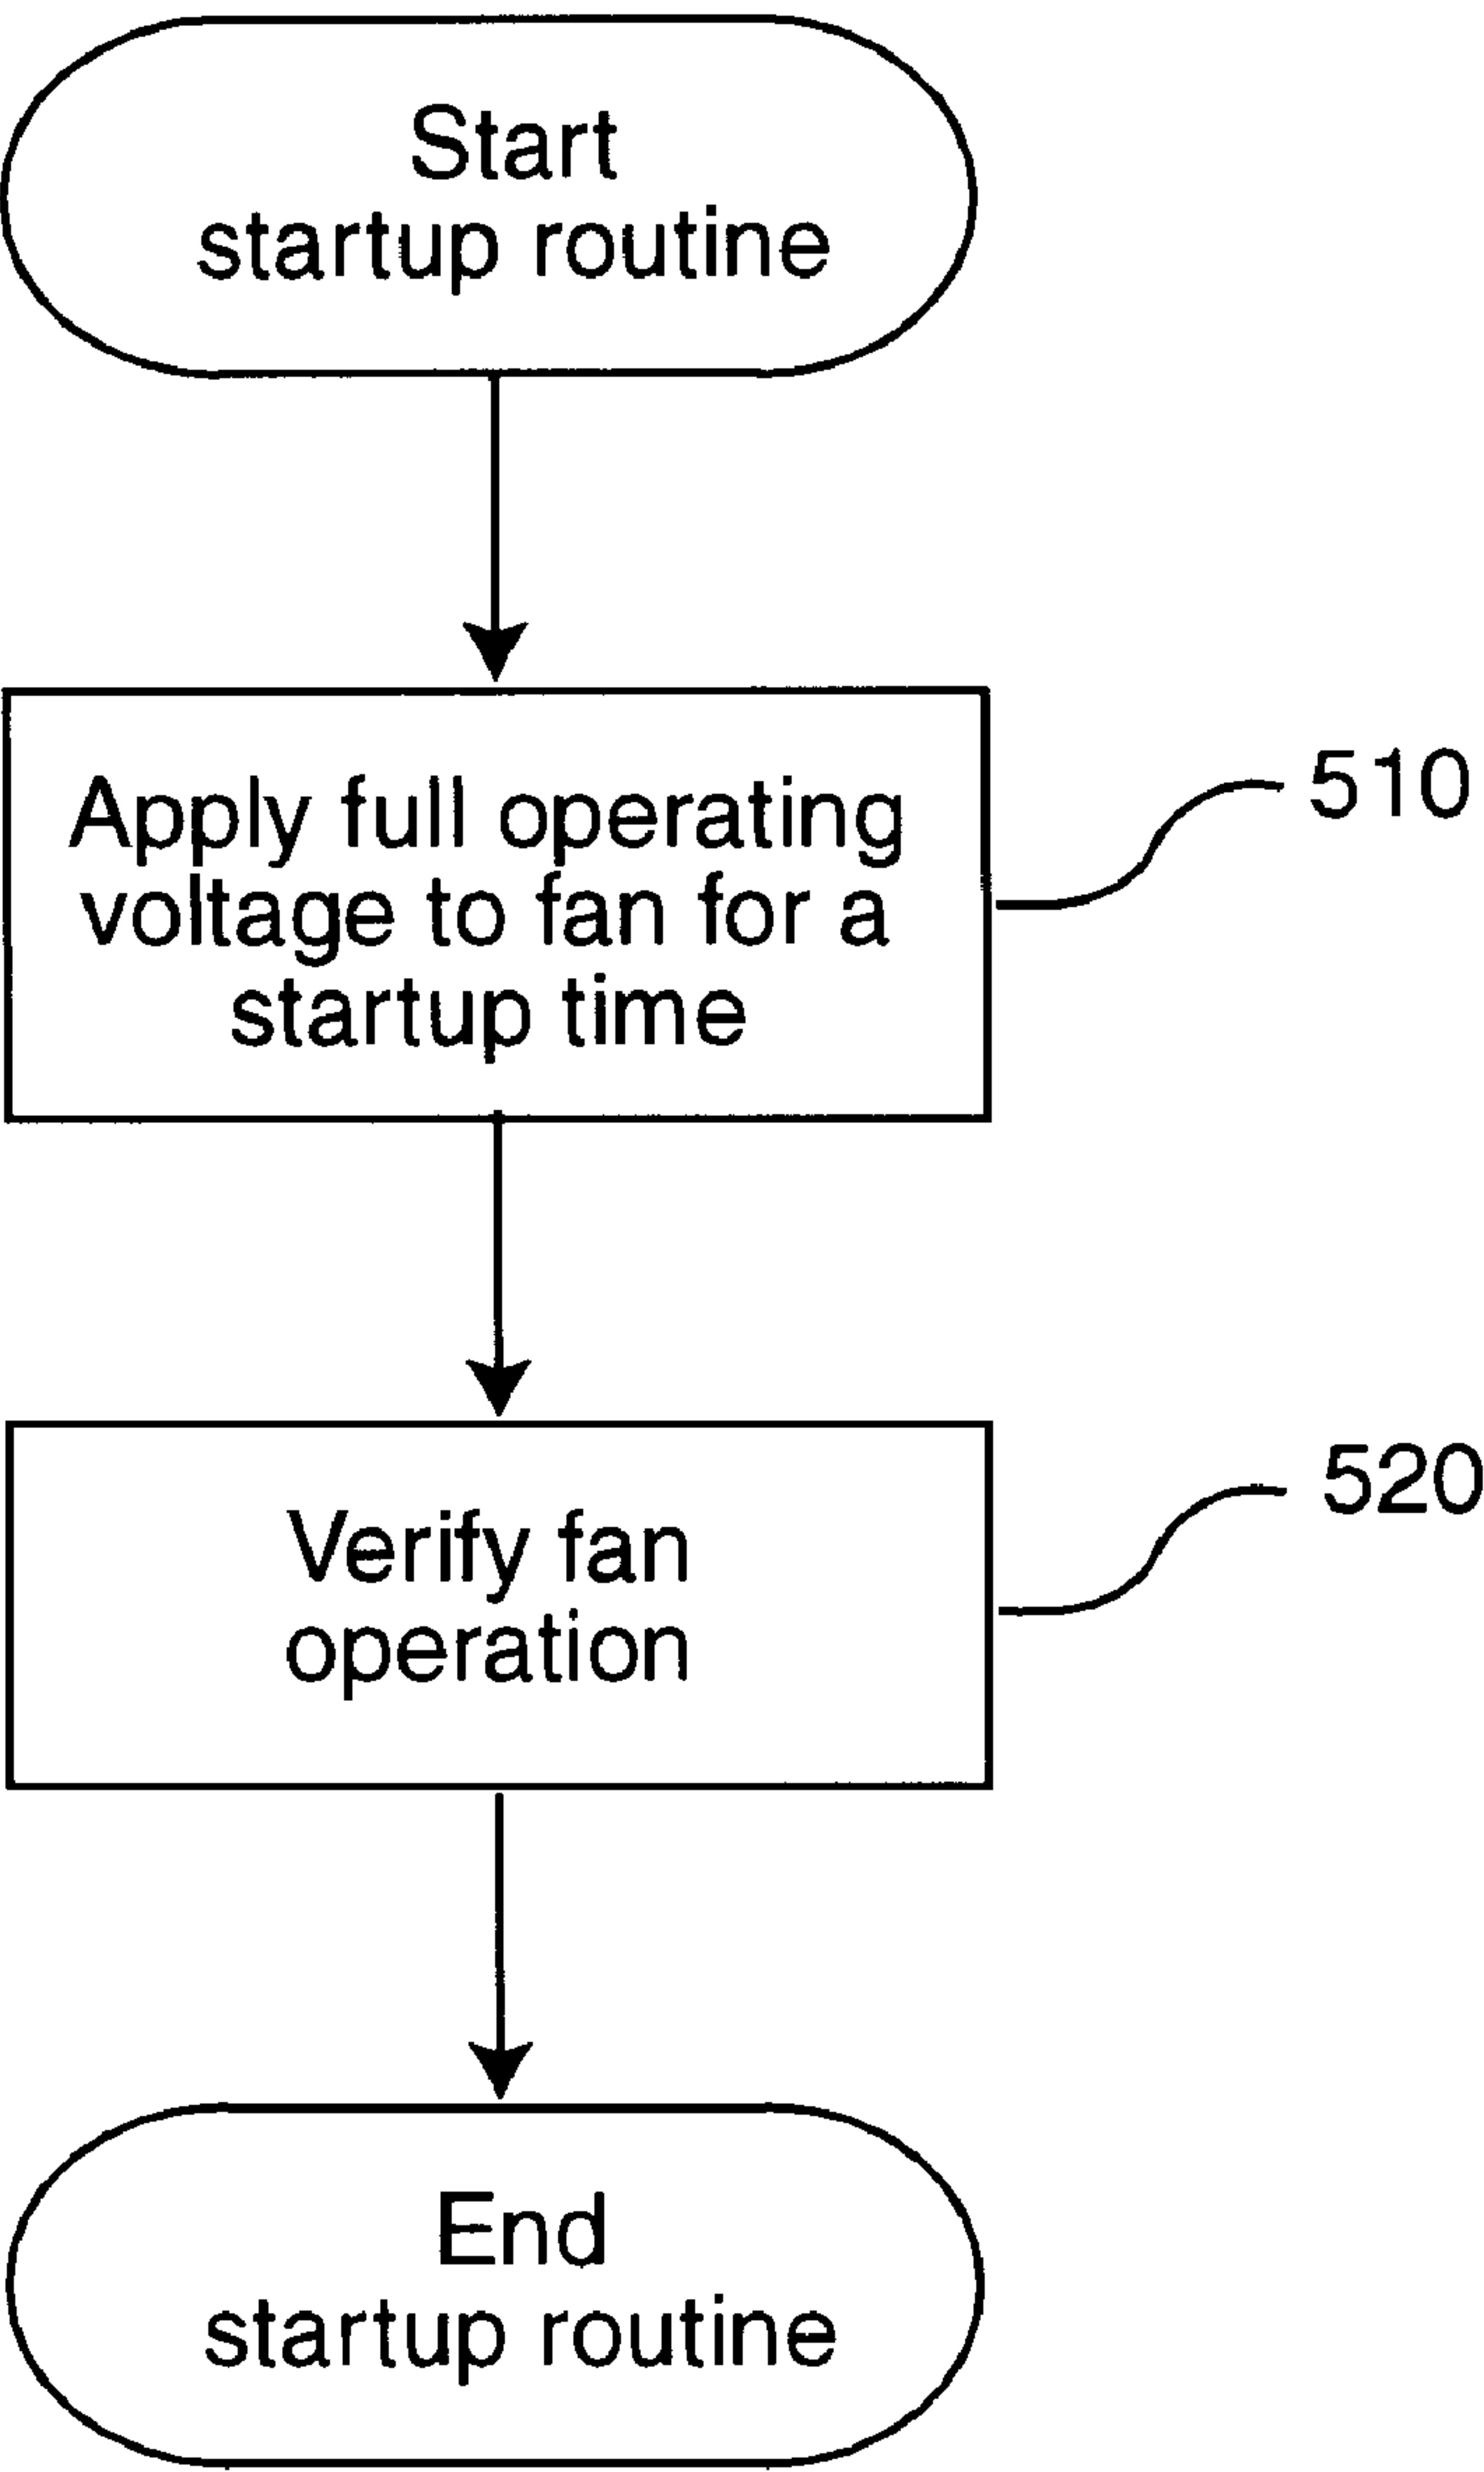 Start
startup routine
Apply full operating
voltage to fan for a
startup time
510
Verify fan
operation
520
End
startup routine